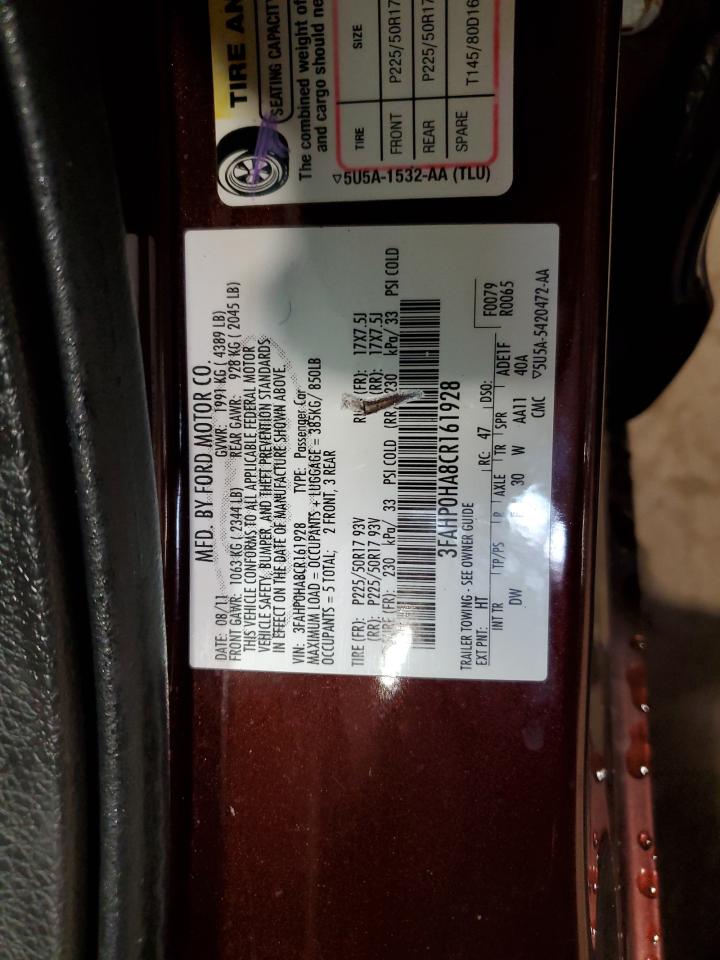 TIRE AN
SEATING CAPACITY
The combined weight of
and cargo should ne
TIRE SIZE
FRONT P225/50R17
REAR P225/50R17
SPARE T145/80D16
5U5A-1532-AA (TLU)
MFD. BY FORD MOTOR CO.
DATE: 08/11 GVWR: 1991 KG ( 4389 LB)
FRONT GAWR: 1063 KG ( 2344LB) REAR GAWR: 928 KG ( 2045 LB)
THIS VEHICLE CONFORMS TO ALL APPLICABLE FEDERAL MOTOR
VEHICLE SAFETY, BUMPER, AND THEFT PREVENTION STANDARDS
IN EFFECT ON THE DATE OF MANUFACTURE SHOWN ABOVE.
VIN: 3FAHP0HA8CR161928 TYPE: Passenger Car
MAXIMUM LOAD = OCCUPANTS + LUGGAGE = 385KG/ 850LB
OCCUPANTS = 5 TOTAL; 2 FRONT, 3 REAR
TIRE (FR): P225/50R17 93V (FR): 17X7.5J
(RR): P225/50R17 93V (RR): 17X7.5J
(FR): 230 kPa/ 33 PSI COLD (RR): 230 kPa/ 33 PSI COLD
3FAHP0HA8CR161928
TRAILER TOWING - SEE OWNER GUIDE
EXT PNT: HT RC: 47 DSO: F0079
R0065
INT TR TP/PS R AXLE TR SPR ADE1F
DW 30 W AA11 40A
CMC 5U5A-5420472-AA